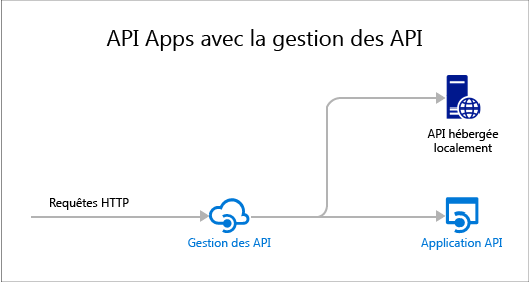 API Apps avec la gestion des API
API hébergée
localement
Requêtes HTTP
Gestion des API
Application API